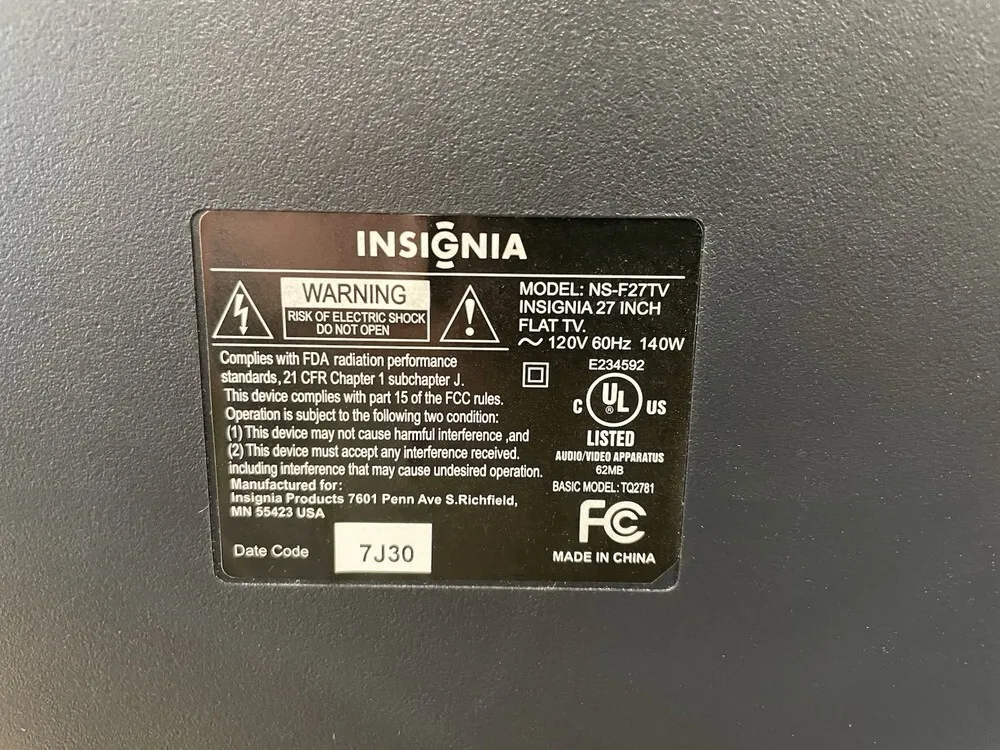 INSIGNIA
WARNING
RISK OF ELECTRIC SHOCK
DO NOT OPEN
MODEL: NS-F27TV
INSIGNIA 27 INCH
FLAT TV.
~ 120V 60Hz 140W
Complies with FDA radiation performance
standards, 21 CFR Chapter 1 subchapter J.
This device complies with part 15 of the FCC rules.
Operation is subject to the following two condition:
(1) This device may not cause harmful interference ,and
(2) This device must accept any interference received.
including interference that may cause undesired operation.
Manufactured for:
Insignia Products 7601 Penn Ave S.Richfield,
MN 55423 USA
Date Code 7J30
E234592
C UL ® US
LISTED
AUDIO/VIDEO APPARATUS
62MB
BASIC MODEL: TQ2781
FC
MADE IN CHINA